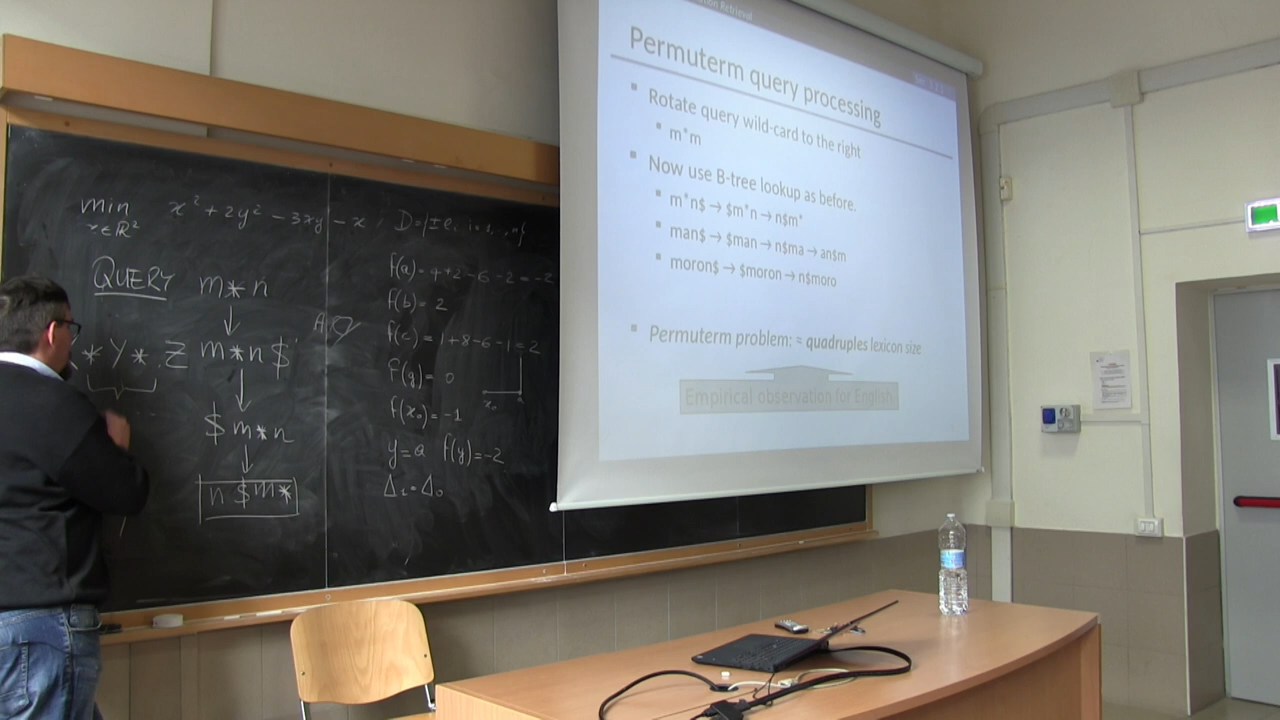 min x² + 2y² - 3xy - x ;
x∈ℝ²
QUERY m*n
*Y*.Z m*n$
$m*n
n$m*
f(a) = 4+2-6-2 = -2
f(b) = 2
f(c) = 1+8-6-1 = 2
f(g) = 0
x₀
f(x₀) = -1
y=a f(y)=-2
Δ₁=Δ₀
Retrieval
Permuterm query processing
▪ Rotate query wild-card to the right
▪ m*m
▪ Now use B-tree lookup as before.
▪ m*n$ → $m*n → n$m*
▪ man$ → $man → n$ma → an$m
▪ moron$ → $moron → n$moro
▪ Permuterm problem: ≈ quadruples lexicon size
Empirical observation for English.